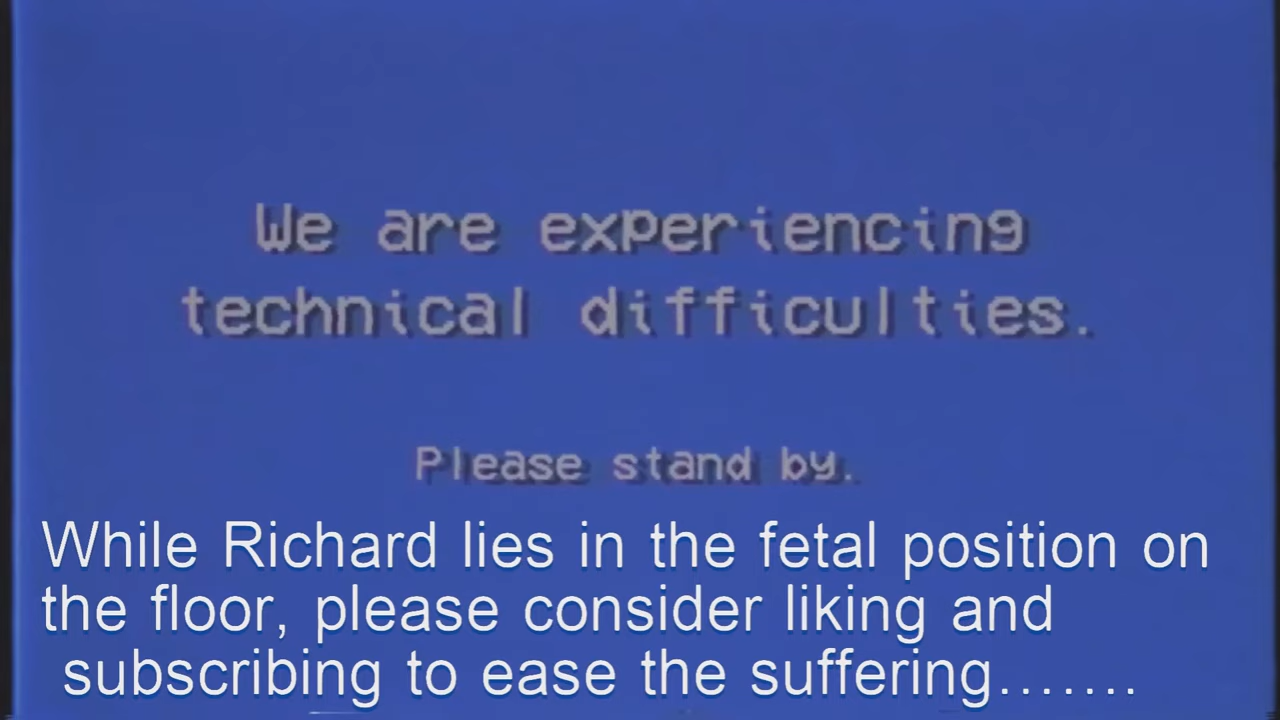 We are experiencing
technical difficulties.
Please stand by.
While Richard lies in the fetal position on
the floor, please consider liking and
subscribing to ease the suffering.......